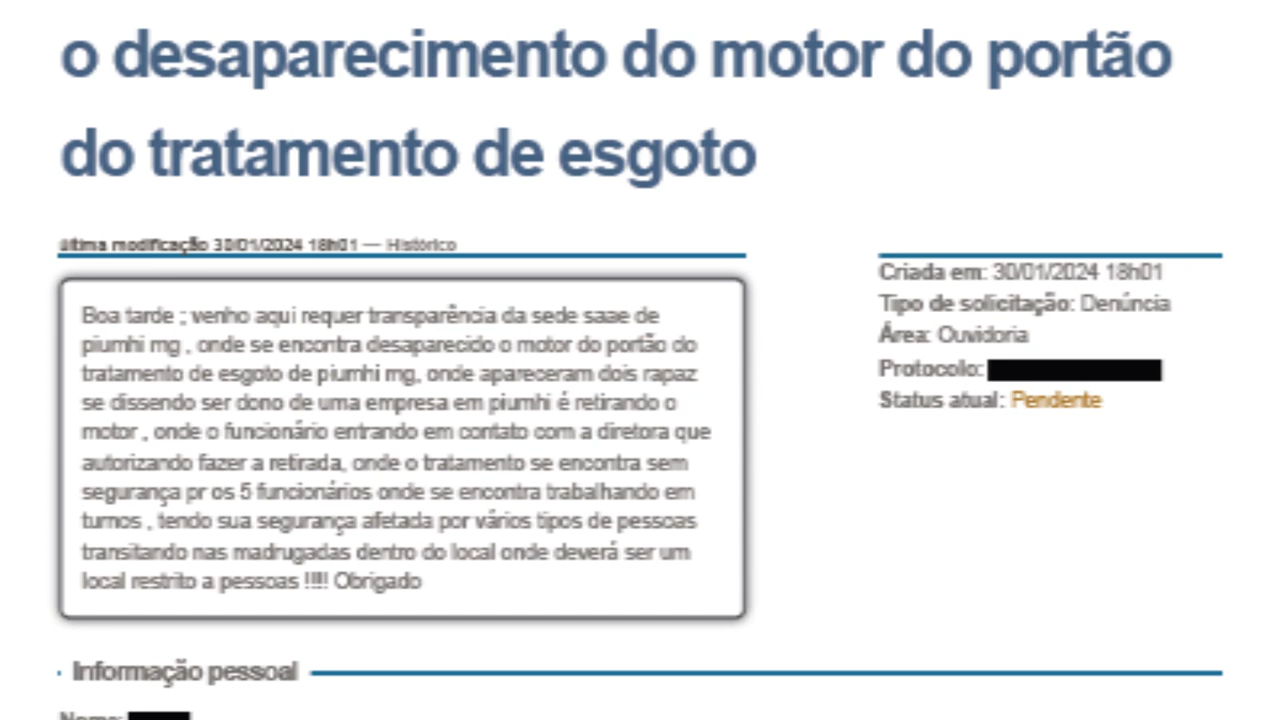 o desaparecimento do motor do portão
do tratamento de esgoto
última modificação 30/01/2024 18h01 — Histórico
Boa tarde ; venho aqui requer transparência da sede saae de
piumhi mg , onde se encontra desaparecido o motor do portão do
tratamento de esgoto de piumhi mg, onde apareceram dois rapaz
se dissendo ser dono de uma empresa em piumhi é retirando o
motor , onde o funcionário entrando em contato com a diretora que
autorizando fazer a retirada, onde o tratamento se encontra sem
segurança pr os 5 funcionários onde se encontra trabalhando em
turnos , tendo sua segurança afetada por vários tipos de pessoas
transitando nas madrugadas dentro do local onde deverá ser um
local restrito a pessoas !!!!! Obrigado
Criada em: 30/01/2024 18h01
Tipo de solicitação: Denúncia
Área: Ouvidoria
Protocolo:
Status atual: Pendente
Informação pessoal
Nome: